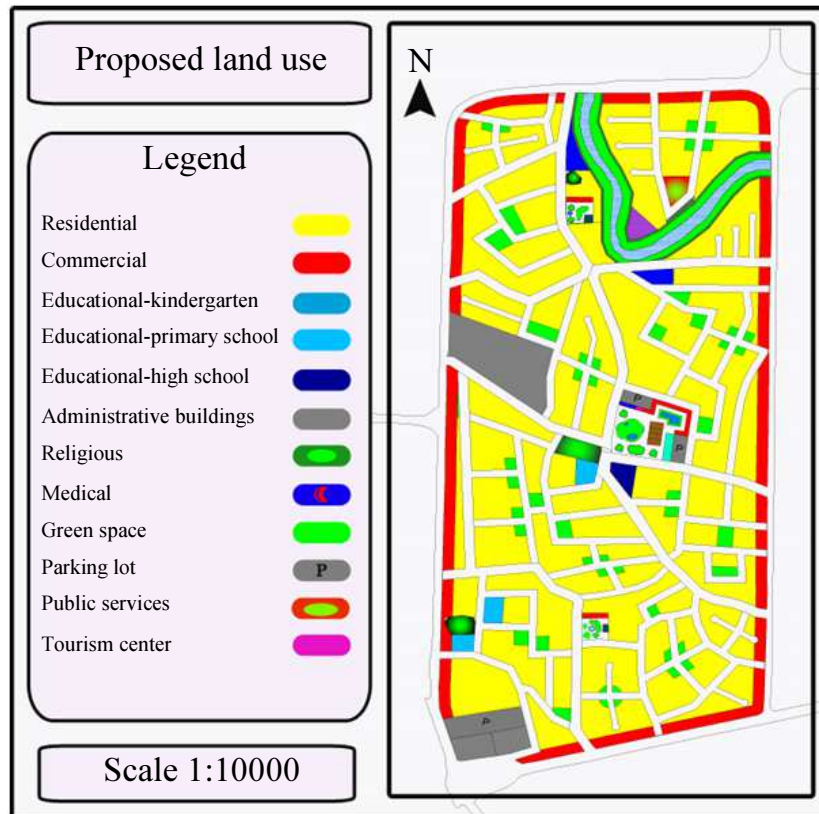 Proposed land use
Legend
Residential
Commercial
Educational-kindergarten
Educational-primary school
Educational-high school
Administrative buildings
Religious
Medical
Green space
Parking lot
P
Public services
Tourism center
Scale 1:10000
N
P
P
P